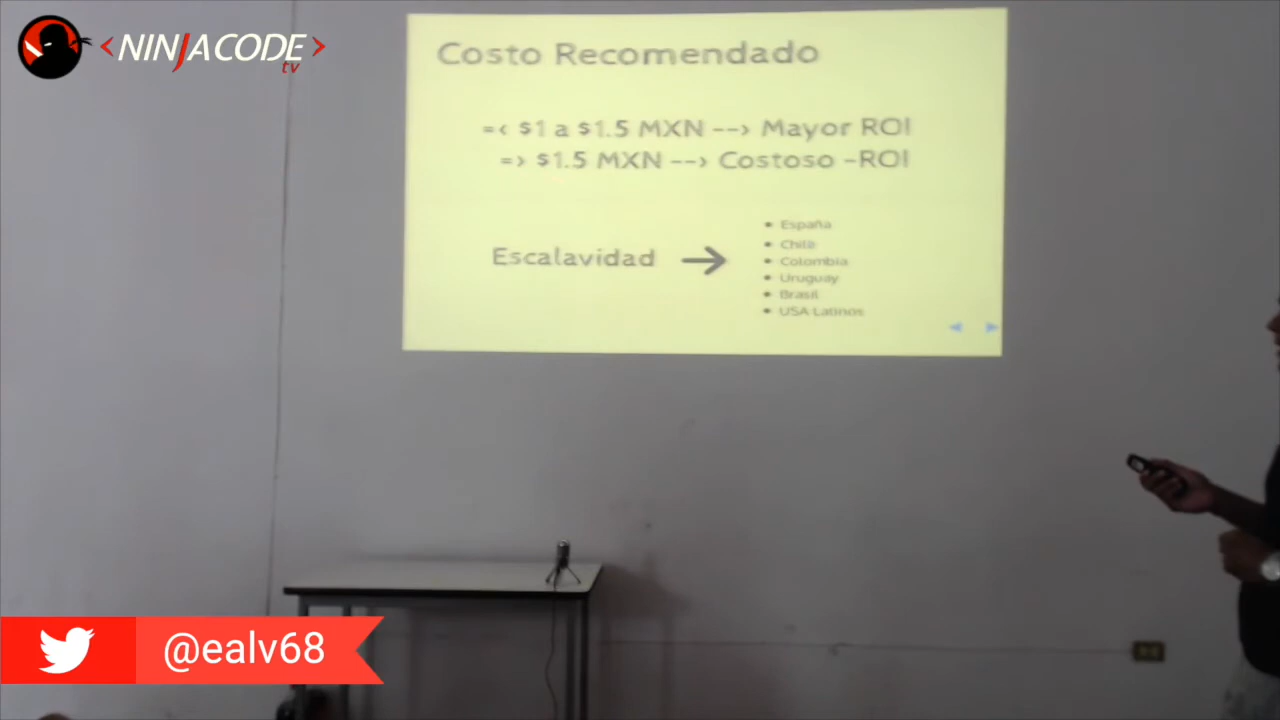 <NINJACODE>
tv
Costo Recomendado
=< $1 a $1.5 MXN --> Mayor ROI
=> $1.5 MXN --> Costoso -ROI
Escalavidad →
• España
• Chile
• Colombia
• Uruguay
• Brasil
• USA Latinos
@ealv68